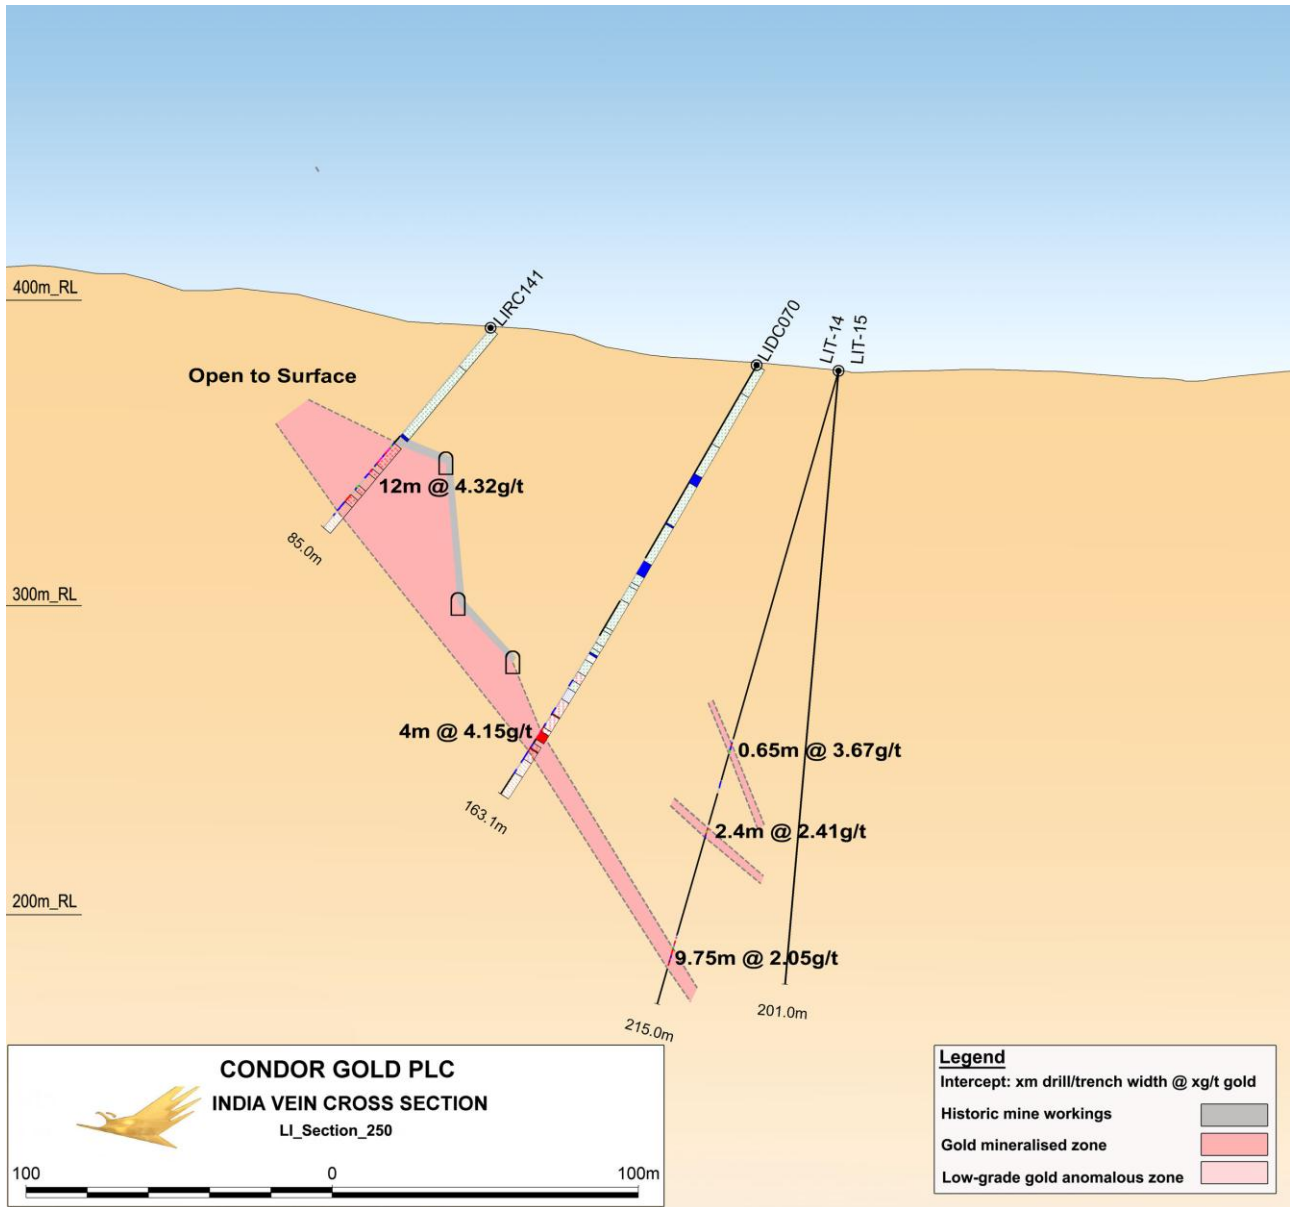 LIRC141
LIDC070
LIT-14
LIT-15
400m_RL
Open to Surface
12m @ 4.32g/t
85.0m
300m_RL
4m @ 4.15g/t
0.65m @ 3.67g/t
163.1m
2.4m @ 2.41g/t
200m_RL
9.75m @ 2.05g/t
215.0m
201.0m
CONDOR GOLD PLC
INDIA VEIN CROSS SECTION
LI_Section_250
100 0 100m
Legend
Intercept: xm drill/trench width @ xg/t gold
Historic mine workings
Gold mineralised zone
Low-grade gold anomalous zone